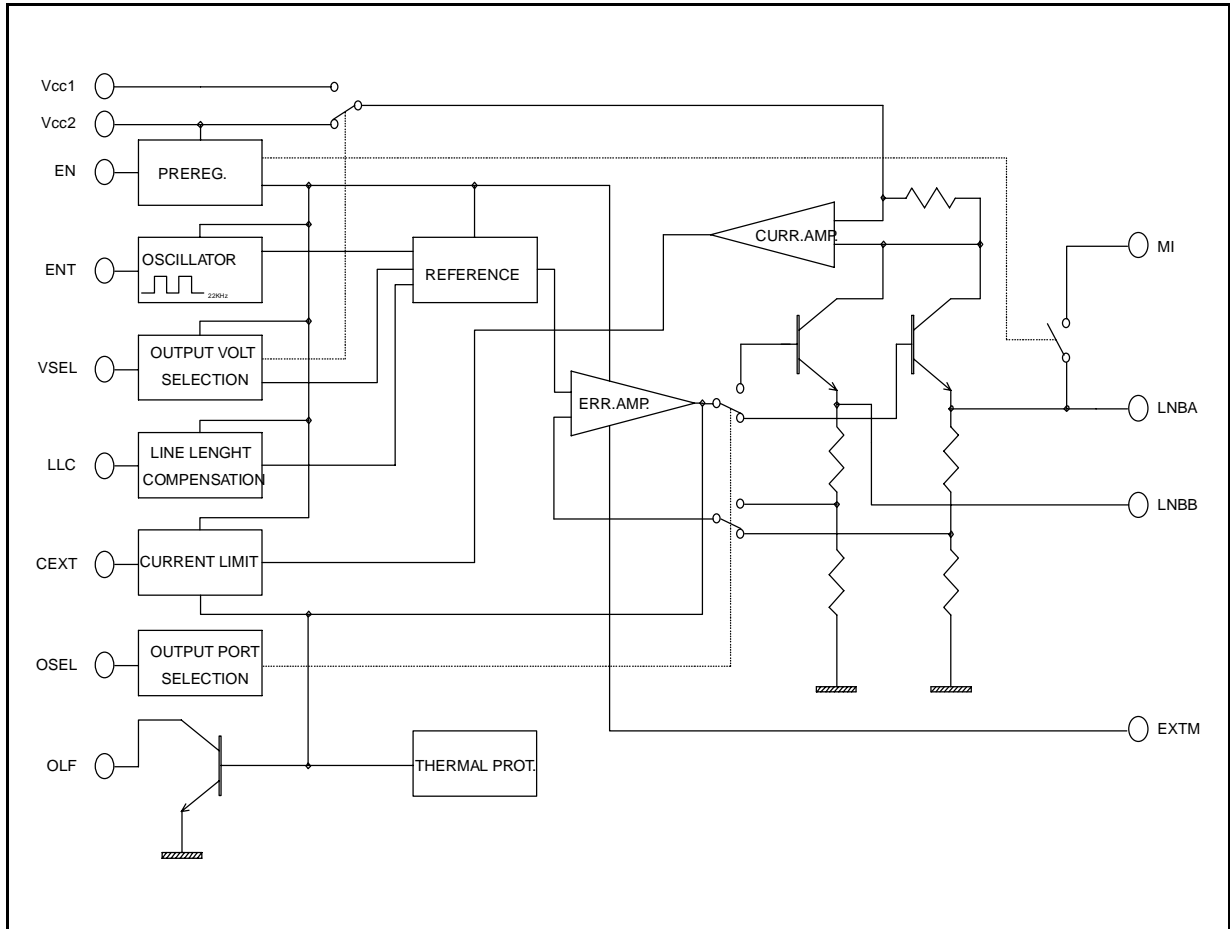 Vcc1
Vcc2
EN
PREREG.
ENT
OSCILLATOR
22KHz
REFERENCE
CURR.AMP.
MI
VSEL
OUTPUT VOLT
SELECTION
ERR.AMP.
LNBA
LLC
LINE LENGHT
COMPENSATION
LNBB
CEXT
CURRENT LIMIT
OSEL
OUTPUT PORT
SELECTION
EXTM
OLF
THERMAL PROT.